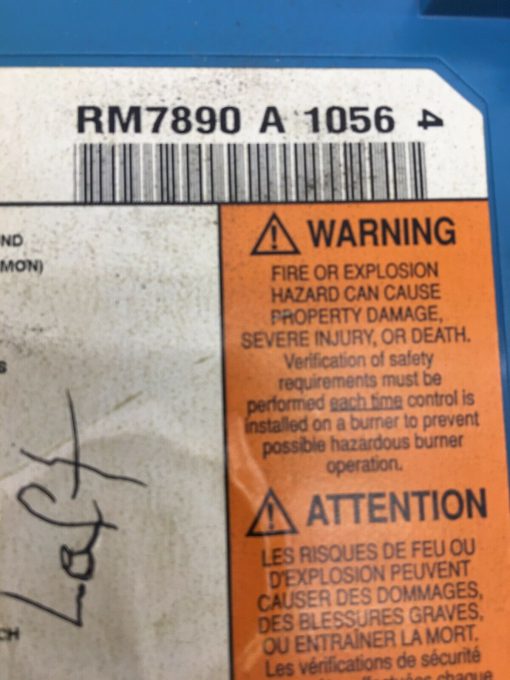 RM7890 A 1056 4
WARNING
FIRE OR EXPLOSION
HAZARD CAN CAUSE
PROPERTY DAMAGE,
SEVERE INJURY, OR DEATH.
Verification of safety
requirements must be
performed each time control is
installed on a burner to prevent
possible hazardous burner
operation.
ATTENTION
LES RISQUES DE FEU OU
D'EXPLOSION PEUVENT
CAUSER DES DOMMAGES,
DES BLESSURES GRAVES,
OU ENTRAÎNER LA MORT.
Les vérifications de sécurité
effectuées chaque
ND
MON)
S
Left
CH